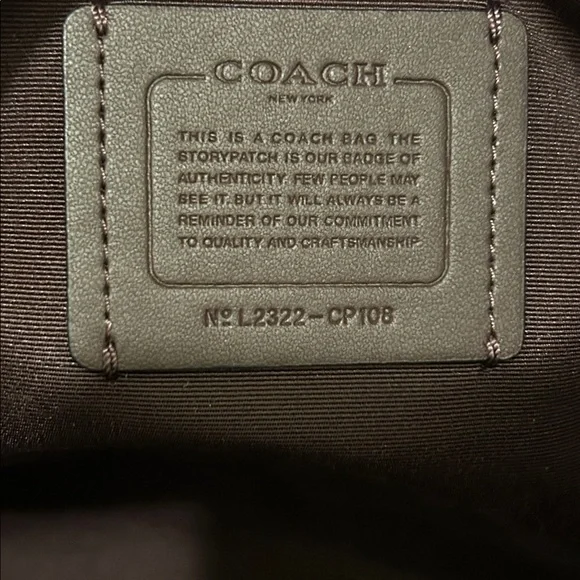 COACH
NEW YORK
THIS IS A COACH BAG. THE
STORYPATCH IS OUR BADGE OF
AUTHENTICITY. FEW PEOPLE MAY
SEE IT. BUT IT WILL ALWAYS BE A
REMINDER OF OUR COMMITMENT
TO QUALITY AND CRAFTSMANSHIP.
Nº L2322-CP108